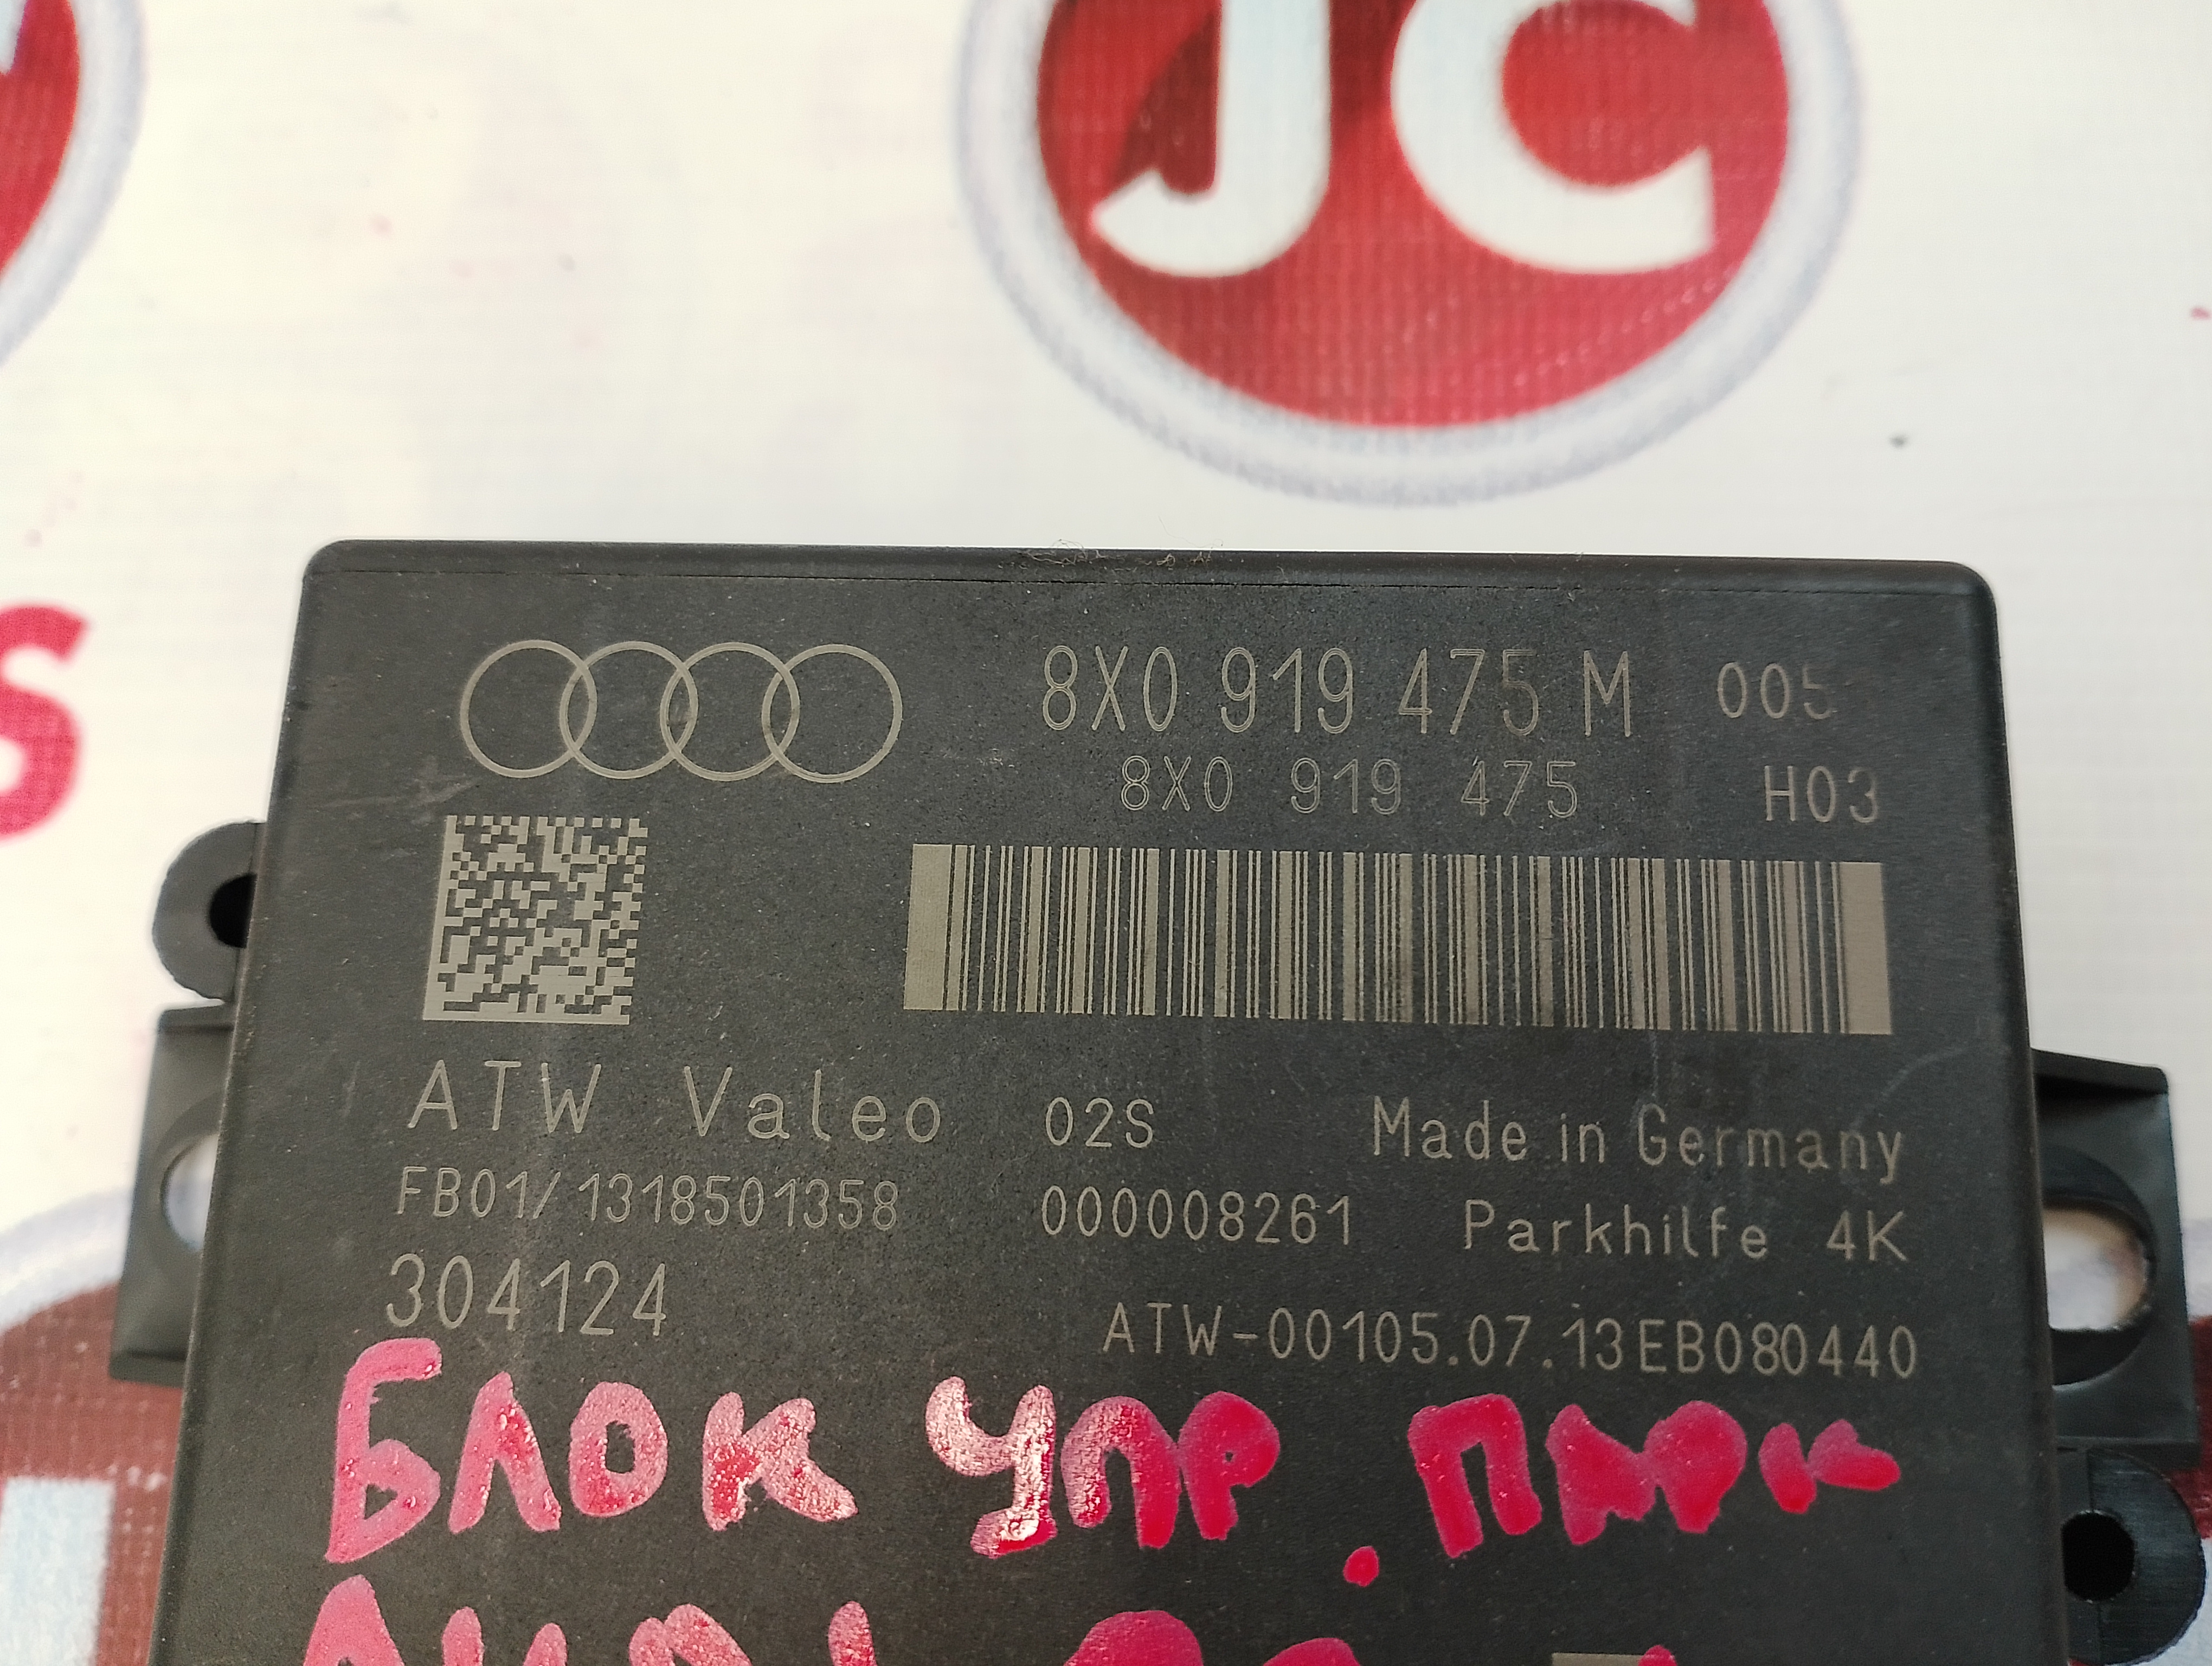 JC
S
8X0 919 475 M 005
8X0 919 475 H03
ATW Valeo 02S Made in Germany
FB01/1318501358 000008261 Parkhilfe 4K
304124
ATW-00105.07.13EB080440
Блок упр. парк